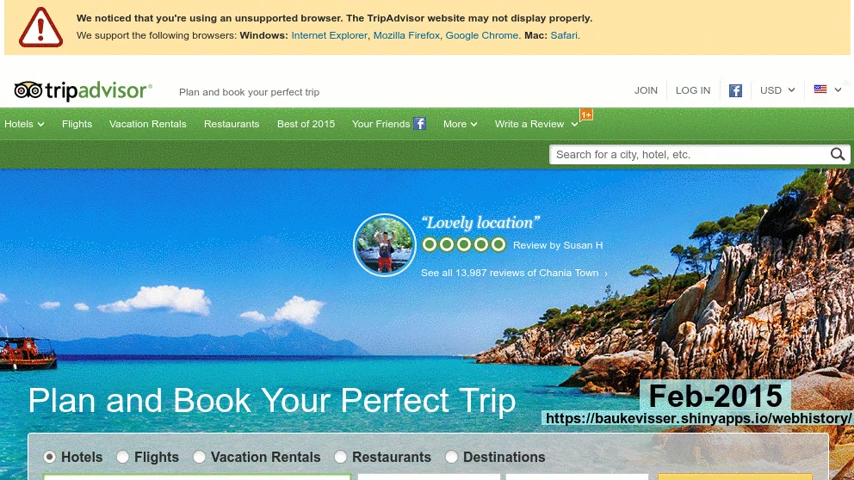 We noticed that you're using an unsupported browser. The TripAdvisor website may not display properly.
We support the following browsers: Windows: Internet Explorer, Mozilla Firefox, Google Chrome. Mac: Safari.
tripadvisor® Plan and book your perfect trip JOIN LOG IN f USD
Hotels Flights Vacation Rentals Restaurants Best of 2015 Your Friends f More Write a Review 1+
Search for a city, hotel, etc.
“Lovely location”
Review by Susan H
See all 13,987 reviews of Chania Town ›
Plan and Book Your Perfect Trip
Feb-2015
https://baukevisser.shinyapps.io/webhistory/
Hotels Flights Vacation Rentals Restaurants Destinations